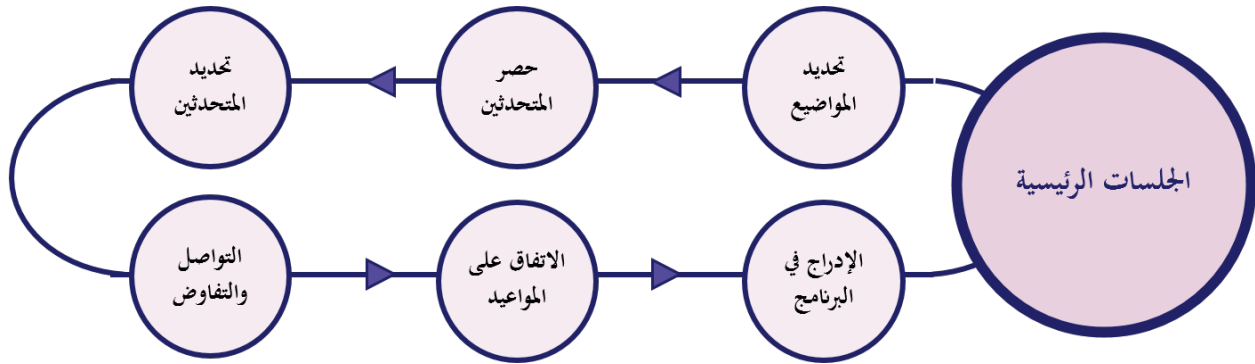 الجلسات الرئيسية
تحديد
المواضيع
حصر
المتحدثين
تحديد
المتحدثين
التواصل
والتفاوض
الاتفاق على
المواعيد
الإدراج في
البرنامج